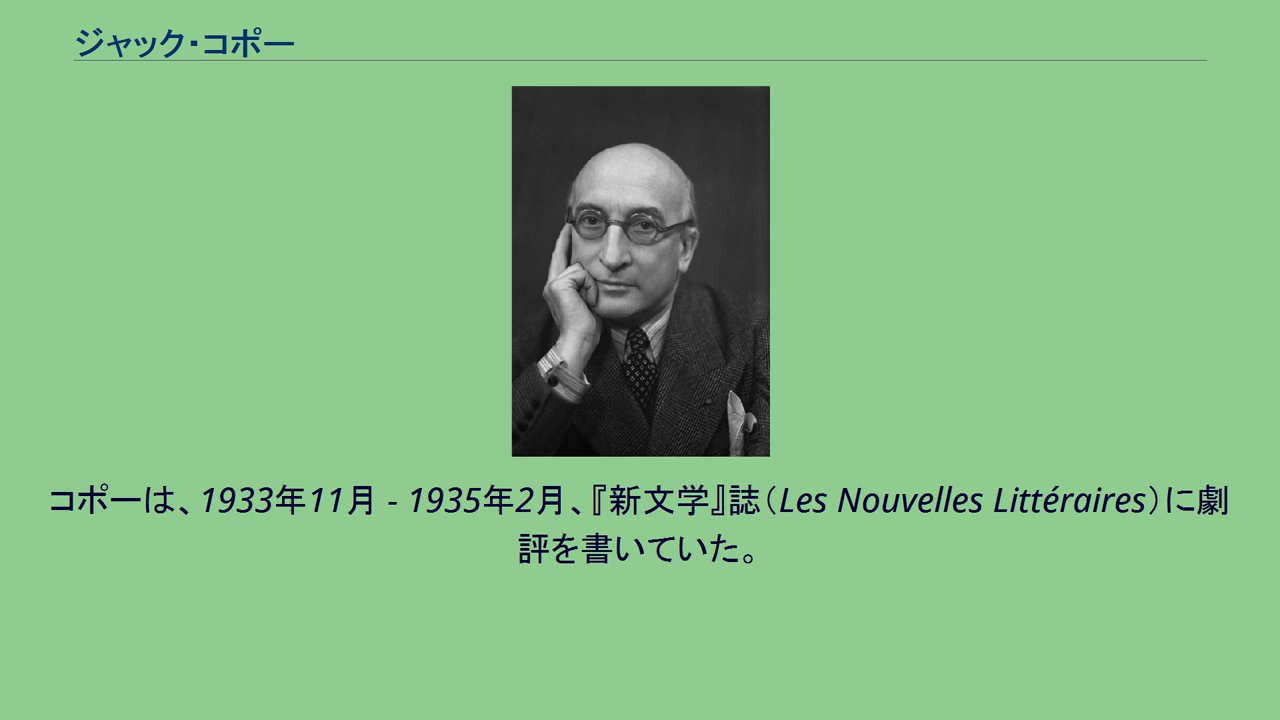 ジャック・コポー
コポーは、1933年11月 - 1935年2月、『新文学』誌（Les Nouvelles Littéraires）に劇
評を書いていた。